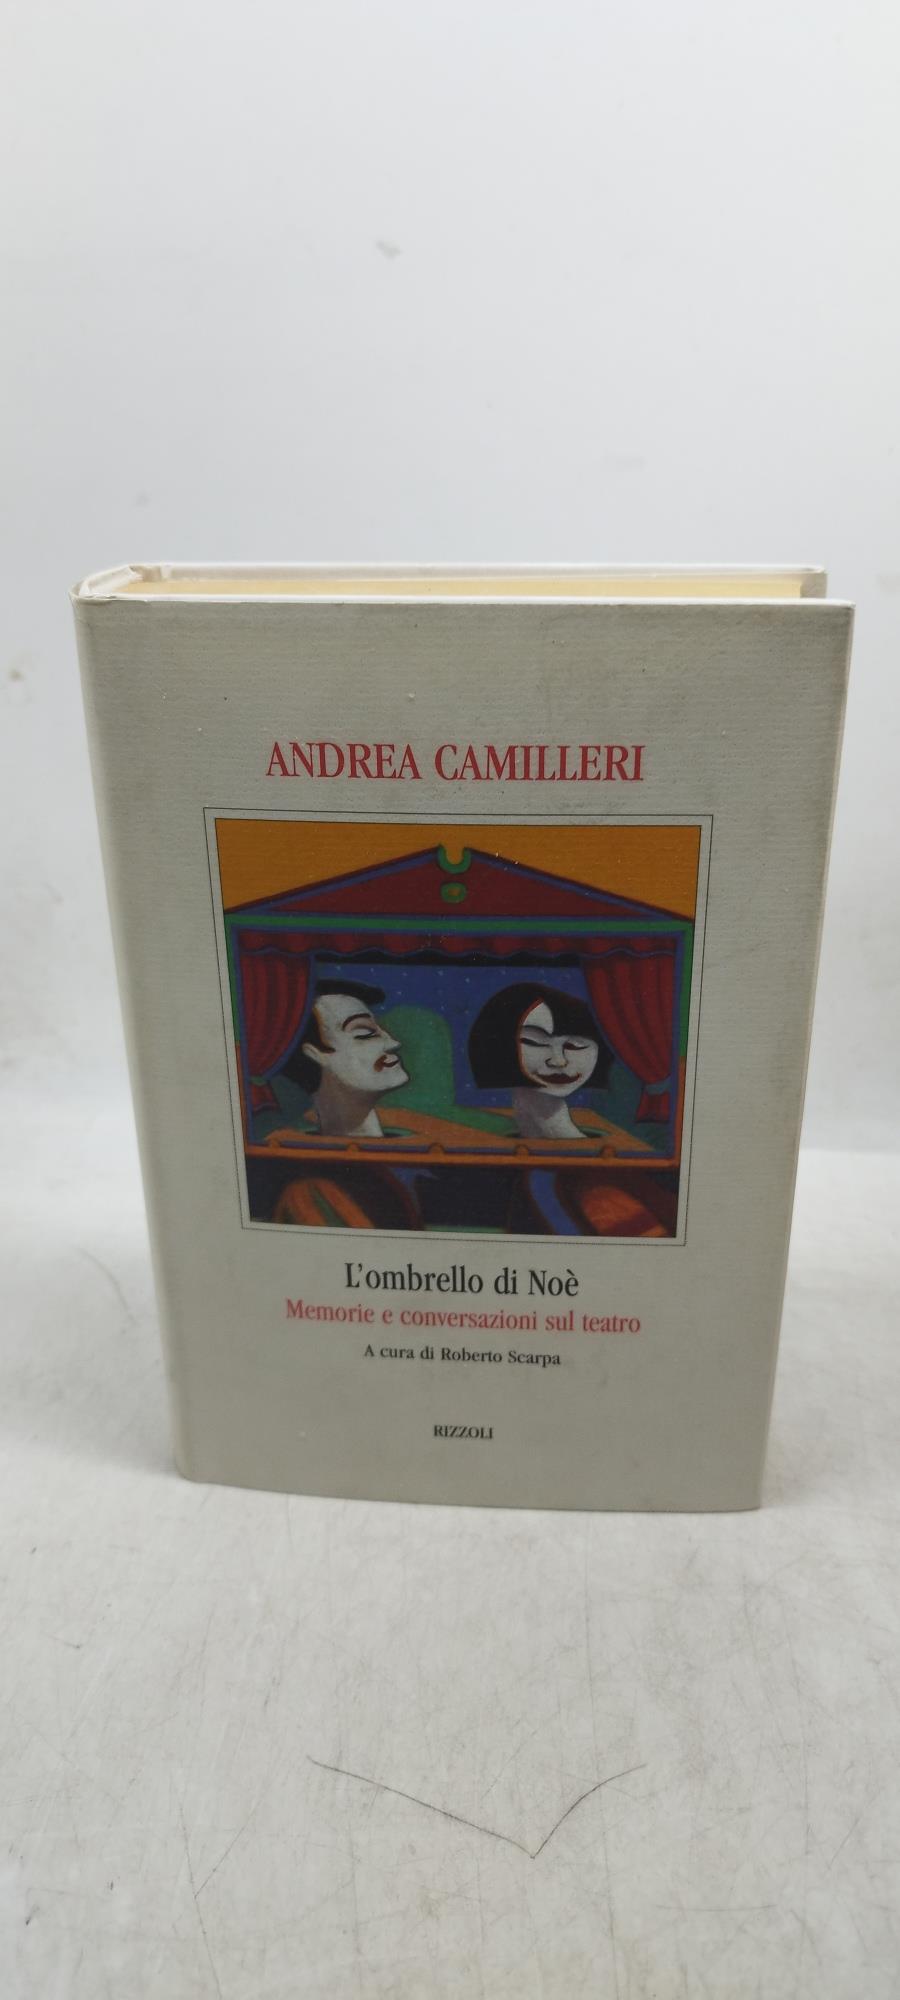 ANDREA CAMILLERI
L'ombrello di Noè
Memorie e conversazioni sul teatro
A cura di Roberto Scarpa
RIZZOLI